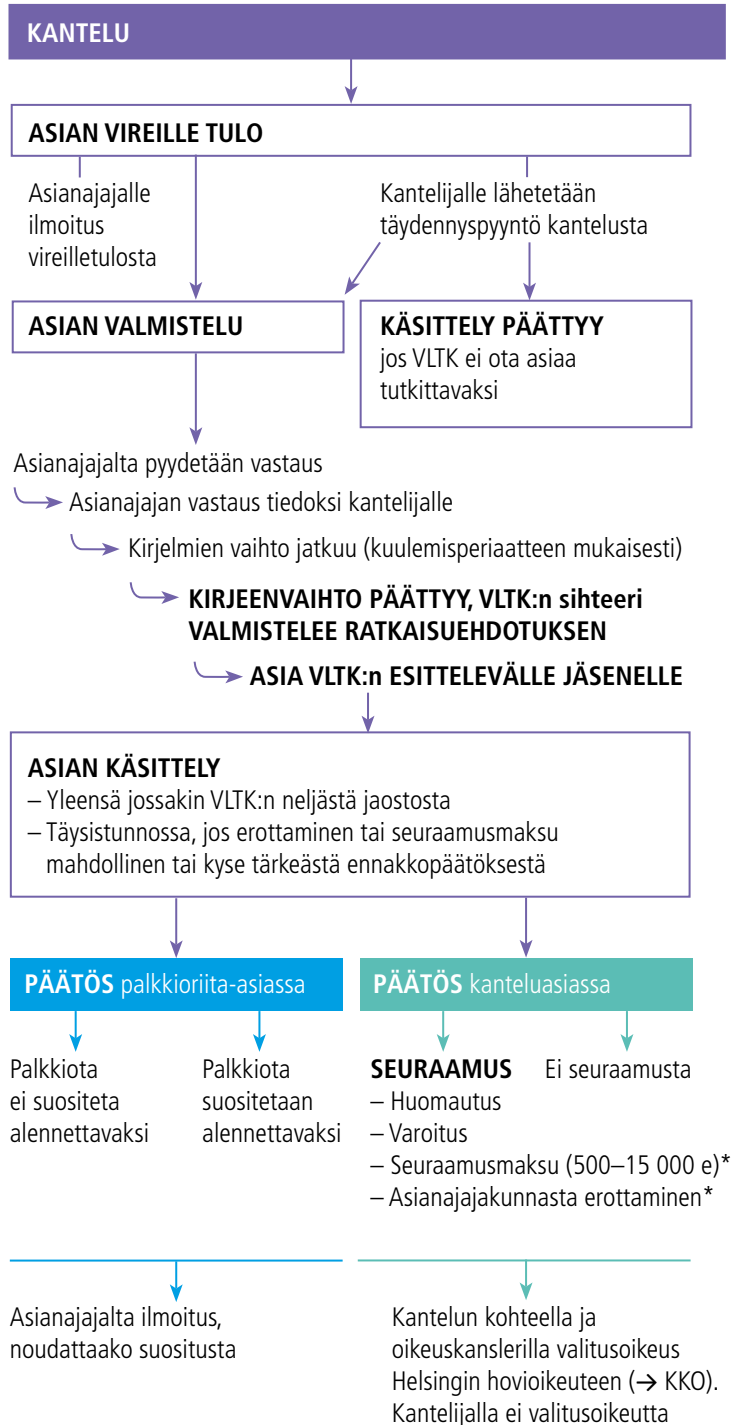 KANTELU
ASIAN VIREILLE TULO
Asianajajalle
ilmoitus
vireilletulosta
Kantelijalle lähetetään
täydennyspyyntö kantelusta
ASIAN VALMISTELU
KÄSITTELY PÄÄTTYY
jos VLTK ei ota asiaa
tutkittavaksi
Asianajajalta pyydetään vastaus
Asianajajan vastaus tiedoksi kantelijalle
Kirjelmien vaihto jatkuu (kuulemisperiaatteen mukaisesti)
KIRJEENVAIHTO PÄÄTTYY, VLTK:n sihteeri
VALMISTELEE RATKAISUEHDOTUKSEN
ASIA VLTK:n ESITTELEVÄLLE JÄSENELLE
ASIAN KÄSITTELY
– Yleensä jossakin VLTK:n neljästä jaostosta
– Täysistunnossa, jos erottaminen tai seuraamusmaksu
mahdollinen tai kyse tärkeästä ennakkopäätöksestä
PÄÄTÖS palkkioriita-asiassa
PÄÄTÖS kanteluasiassa
Palkkiota
ei suositeta
alennettavaksi
Palkkiota
suositetaan
alennettavaksi
SEURAAMUS
– Huomautus
– Varoitus
– Seuraamusmaksu (500–15 000 e)*
– Asianajajakunnasta erottaminen*
Ei seuraamusta
Asianajajalta ilmoitus,
noudattaako suositusta
Kantelun kohteella ja
oikeuskanslerilla valitusoikeus
Helsingin hovioikeuteen (→ KKO).
Kantelijalla ei valitusoikeutta